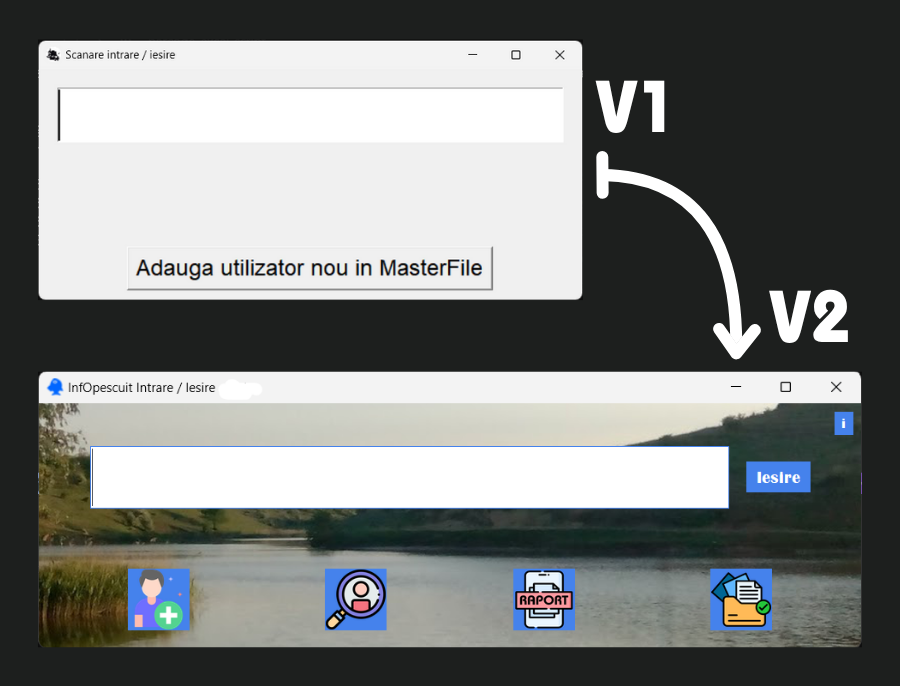 Scanare intrare / iesire
V1
Adauga utilizator nou in MasterFile
V2
InfOpescuit Intrare / Iesire
i
Iesire
RAPORT